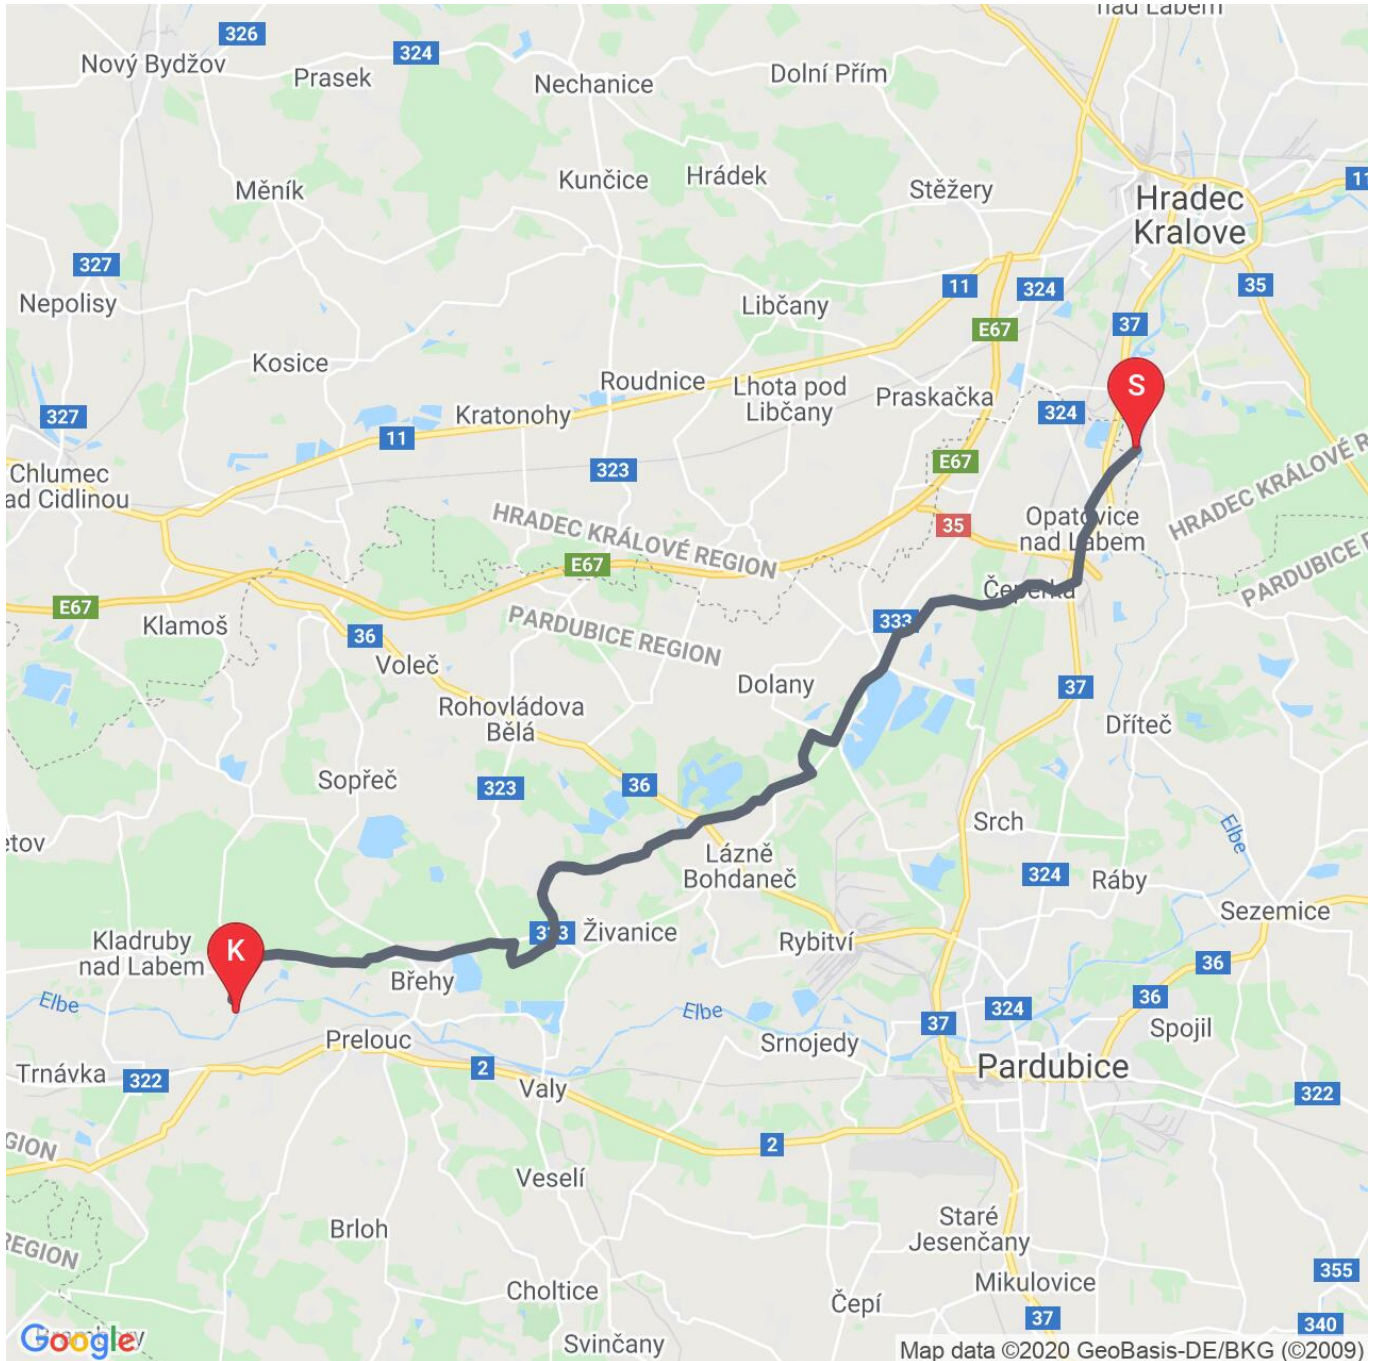 nad Labem
326
324
Nový Bydžov
Prasek
Nechanice
Dolní Přím
11
Měník
Kunčice
Hrádek
Stěžery
Hradec
Kralove
327
Nepolisy
11
324
35
Libčany
E67
37
Kosice
Roudnice
Lhota pod
Libčany
Praskačka
S
327
Kratonohy
324
11
E67
323
Chlumec
ad Cidlinou
HRADEC KRÁLOVÉ REGION
35
Opatovice
nad Labem
HRADEC KRÁLOVÉ R
E67
Čeperka
PARDUBICE R
E67
Klamoš
36
PARDUBICE REGION
333
Voleč
Dolany
37
Rohovládova
Bělá
Dříteč
Sopřeč
323
36
Srch
Elbe
etov
Lázně
Bohdaneč
324
Ráby
Sezemice
Kladruby
nad Labem
K
Živanice
Rybitví
Břehy
36
Elbe
Elbe
324
36
37
Spojil
Prelouc
Srnojedy
Pardubice
Trnávka
322
2
Valy
322
2
GION
Veselí
Staré
Jesenčany
Brloh
REGION
355
Choltice
Mikulovice
Čepí
37
340
Google
Svinčany
Map data ©2020 GeoBasis-DE/BKG (©2009)